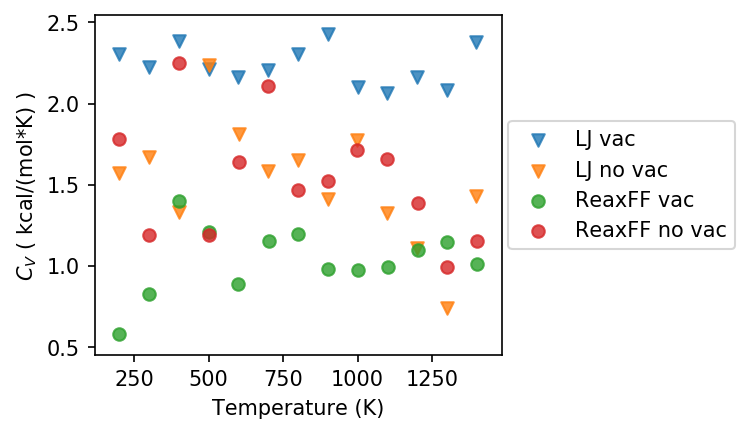 2.5
2.0
1.5
1.0
0.5
C_V ( kcal/(mol*K) )
250
500
750
1000
1250
Temperature (K)
LJ vac
LJ no vac
ReaxFF vac
ReaxFF no vac